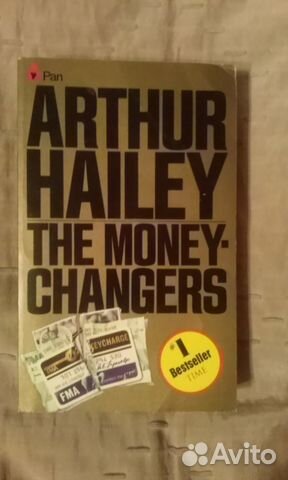 Pan
ARTHUR
HAILEY
THE MONEY-
CHANGERS
KEYCHARGE
FMA
#1
Bestseller
TIME
Avito